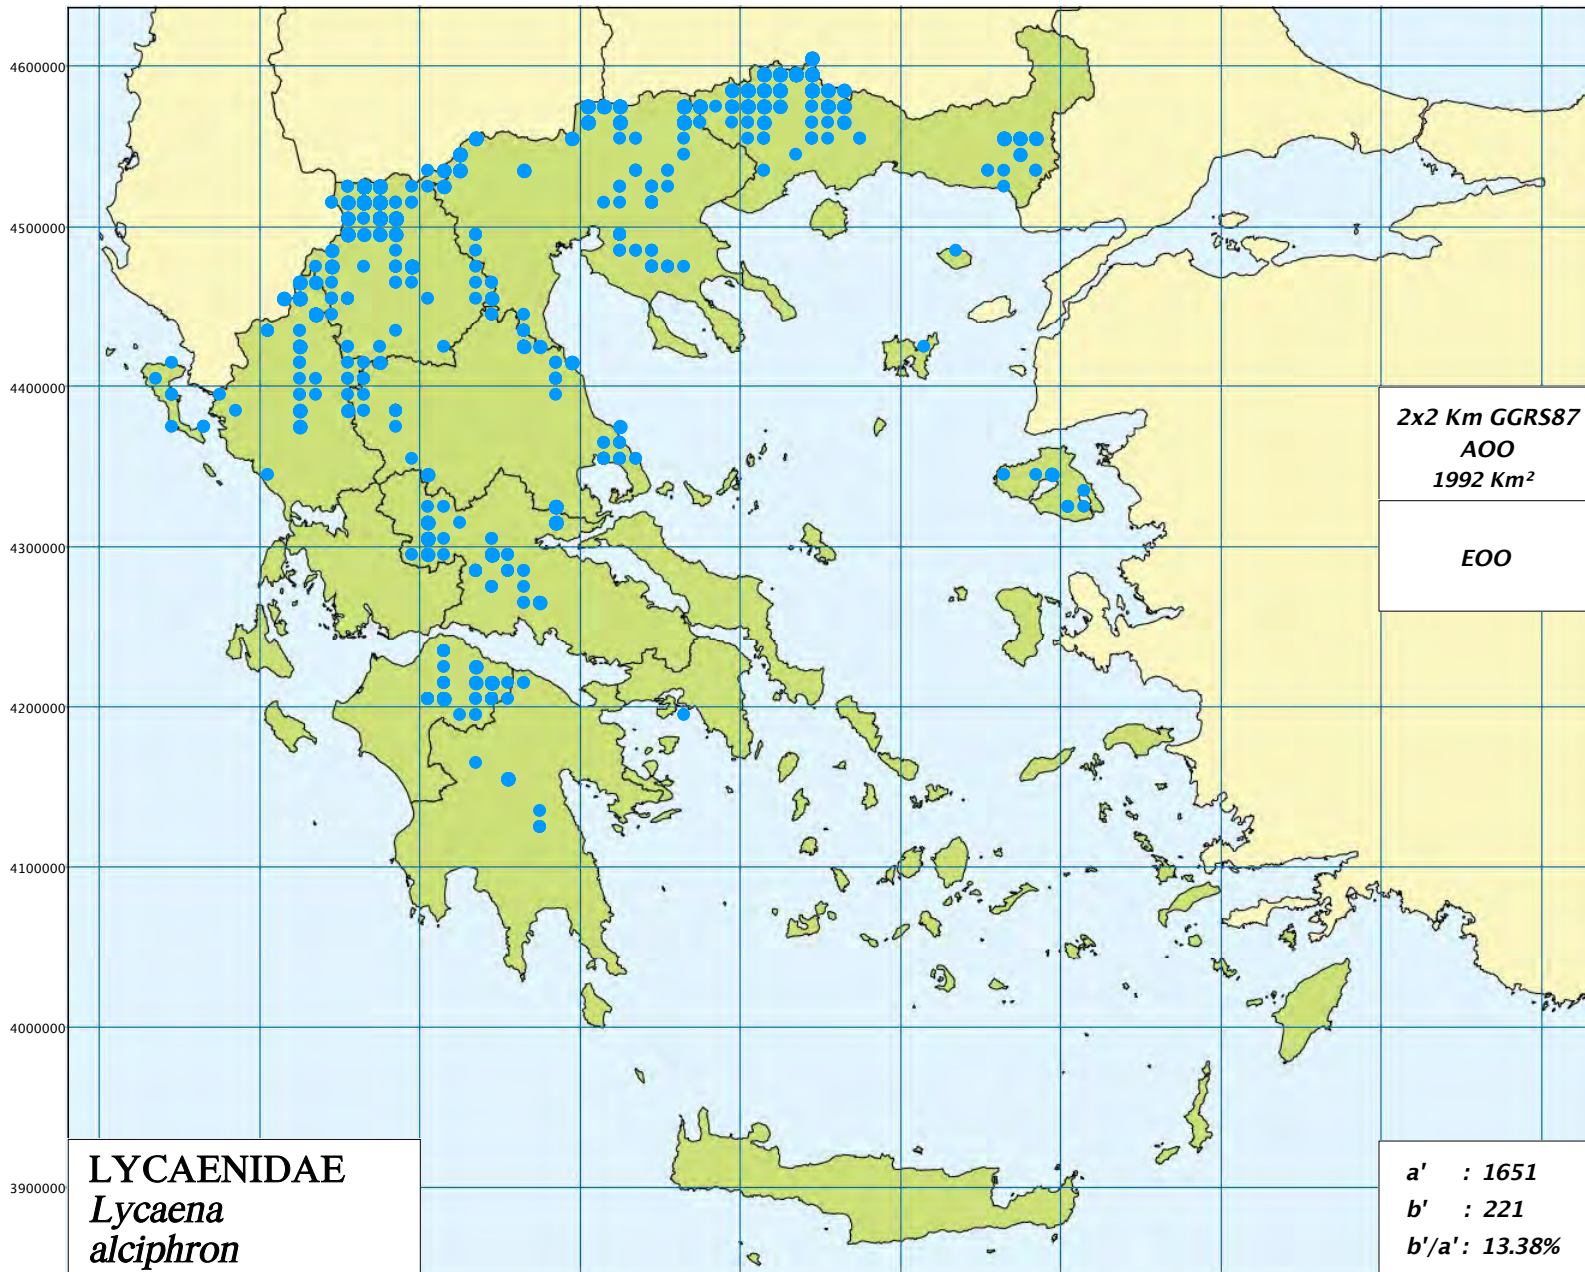 4600000
4500000
4400000
4300000
4200000
4100000
4000000
3900000
2x2 Km GGRS87
AOO
1992 Km²
EOO
LYCAENIDAE
Lycaena
alciphron
a' : 1651
b' : 221
b'/a' : 13.38%